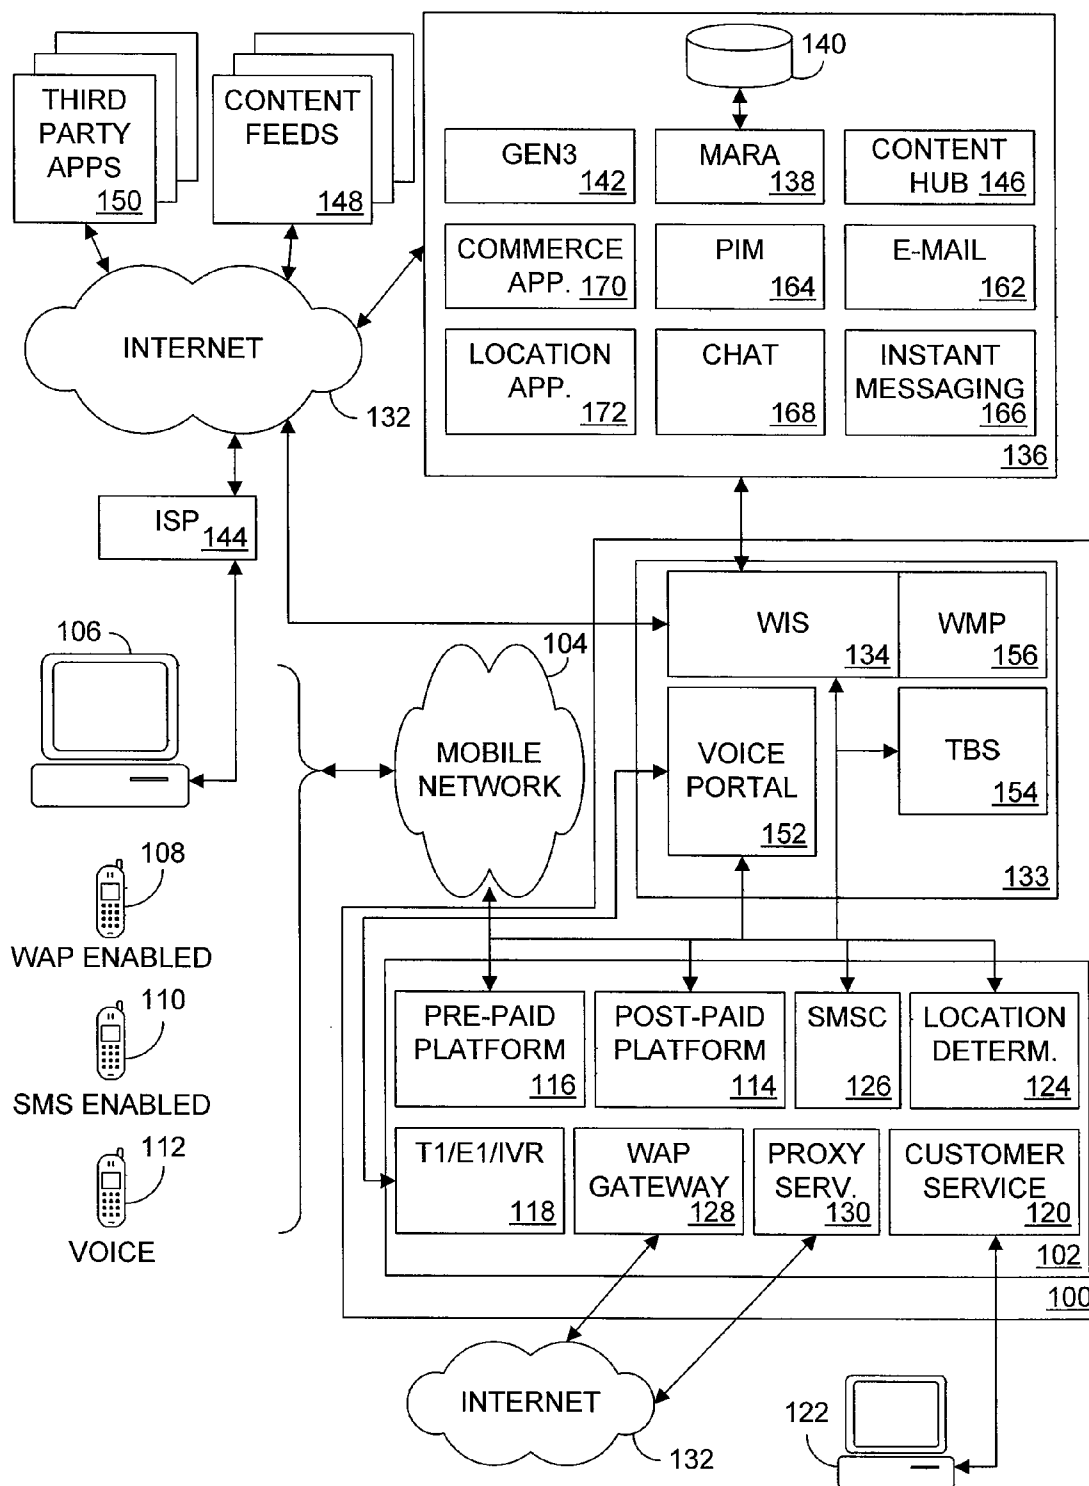 THIRD
PARTY
APPS
150
CONTENT
FEEDS
148
140
GEN3
142
MARA
138
CONTENT
HUB 146
COMMERCE
APP. 170
PIM
164
E-MAIL
162
LOCATION
APP.
172
CHAT
168
INSTANT
MESSAGING
166
136
INTERNET
132
ISP
144
106
104
MOBILE
NETWORK
WIS
134
WMP
156
VOICE
PORTAL
152
TBS
154
133
108
WAP ENABLED
110
SMS ENABLED
112
VOICE
PRE-PAID
PLATFORM
116
POST-PAID
PLATFORM
114
SMSC
126
LOCATION
DETERM.
124
T1/E1/IVR
118
WAP
GATEWAY
128
PROXY
SERV.
130
CUSTOMER
SERVICE
120
102
100
INTERNET
132
122